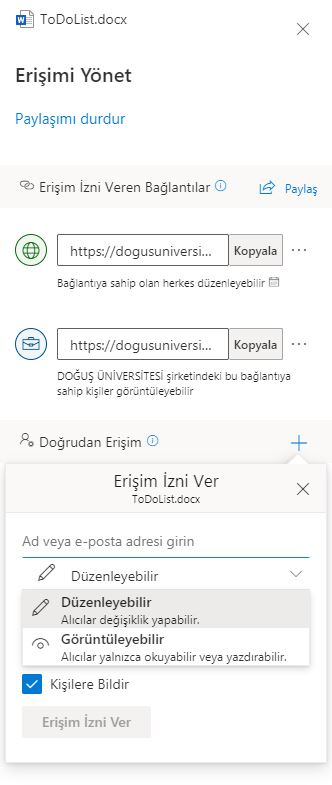 ToDoList.docx
Erişimi Yönet
Paylaşımı durdur
Erişim İzni Veren Bağlantılar
Paylaş
https://dogusuniversi...
Kopyala
Bağlantıya sahip olan herkes düzenleyebilir
https://dogusuniversi...
Kopyala
DOĞUŞ ÜNİVERSİTESİ şirketindeki bu bağlantıya
sahip kişiler görüntüleyebilir
Doğrudan Erişim
Erişim İzni Ver
ToDoList.docx
Ad veya e-posta adresi girin
Düzenleyebilir
Düzenleyebilir
Alıcılar değişiklik yapabilir.
Görüntüleyebilir
Alıcılar yalnızca okuyabilir veya yazdırabilir.
Kişilere Bildir
Erişim İzni Ver